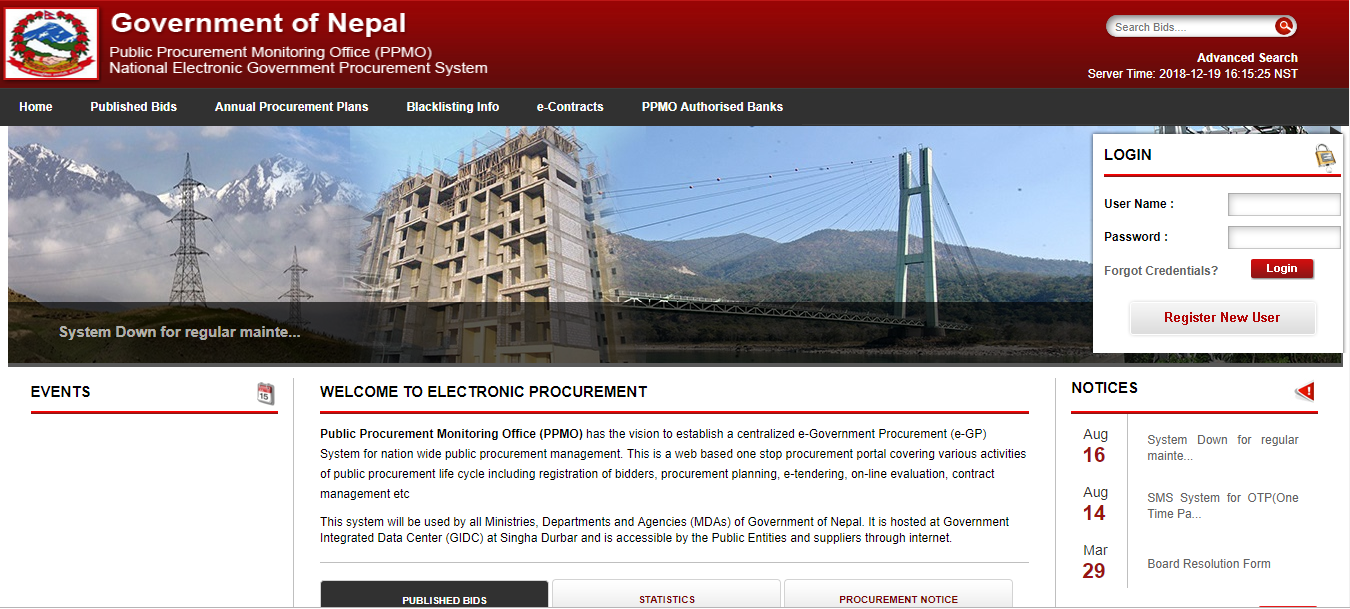 Government of Nepal
Public Procurement Monitoring Office (PPMO)
National Electronic Government Procurement System
Search Bids....
Advanced Search
Server Time: 2018-12-19 16:15:25 NST
Home
Published Bids
Annual Procurement Plans
Blacklisting Info
e-Contracts
PPMO Authorised Banks
System Down for regular mainte...
LOGIN
User Name :
Password :
Forgot Credentials?
Login
Register New User
EVENTS
15
WELCOME TO ELECTRONIC PROCUREMENT
Public Procurement Monitoring Office (PPMO) has the vision to establish a centralized e-Government Procurement (e-GP)
System for nation wide public procurement management. This is a web based one stop procurement portal covering various activities
of public procurement life cycle including registration of bidders, procurement planning, e-tendering, on-line evaluation, contract
management etc
This system will be used by all Ministries, Departments and Agencies (MDAs) of Government of Nepal. It is hosted at Government
Integrated Data Center (GIDC) at Singha Durbar and is accessible by the Public Entities and suppliers through internet.
PUBLISHED BIDS
STATISTICS
PROCUREMENT NOTICE
NOTICES
Aug
16
System Down for regular
mainte...
Aug
14
SMS System for OTP(One
Time Pa...
Mar
29
Board Resolution Form